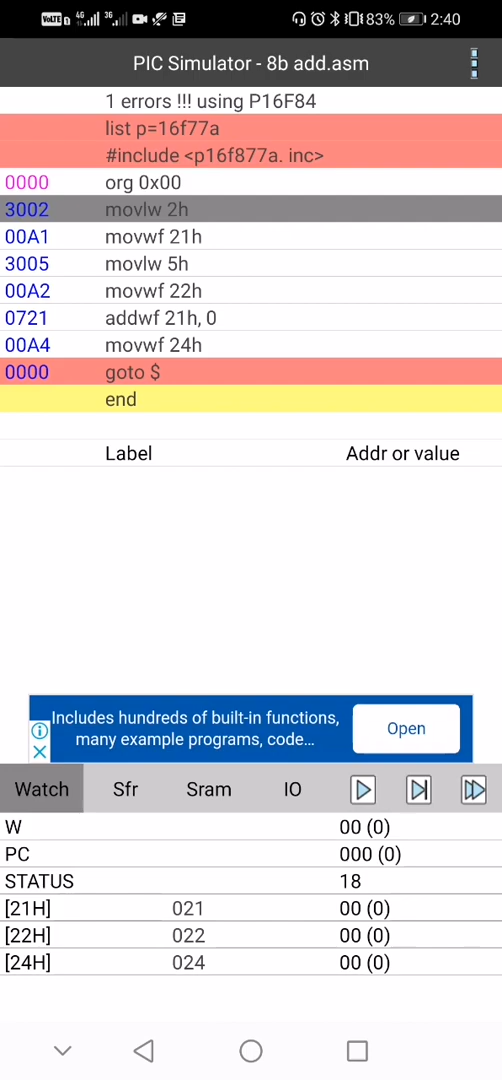 VoLTE 4G 3G 83% 2:40
PIC Simulator - 8b add.asm
1 errors !!! using P16F84
list p=16f77a
#include <p16f877a. inc>
0000 org 0x00
3002 movlw 2h
00A1 movwf 21h
3005 movlw 5h
00A2 movwf 22h
0721 addwf 21h, 0
00A4 movwf 24h
0000 goto $
end
Label Addr or value
Includes hundreds of built-in functions,
many example programs, code...
Open
Watch Sfr Sram IO
W 00 (0)
PC 000 (0)
STATUS 18
[21H] 021 00 (0)
[22H] 022 00 (0)
[24H] 024 00 (0)